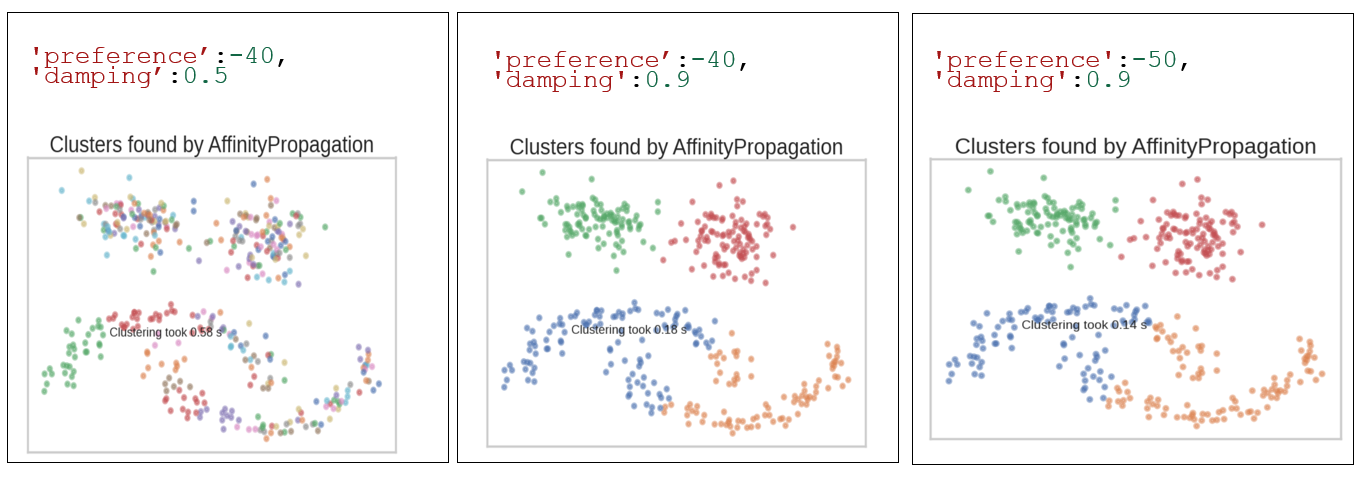 'preference’:-40,
'damping’:0.5
Clusters found by AffinityPropagation
Clustering took 0.58 s
'preference’:-40,
'damping':0.9
Clusters found by AffinityPropagation
Clustering took 0.18 s
'preference':-50,
'damping':0.9
Clusters found by AffinityPropagation
Clustering took 0.14 s